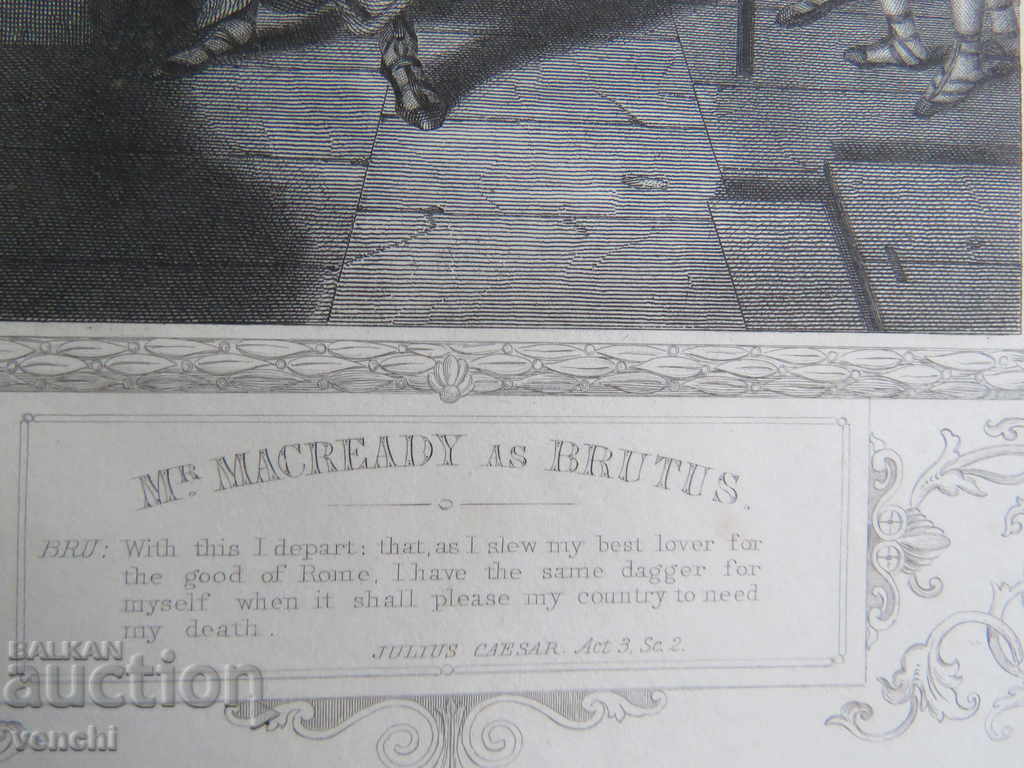 MR. MACREADY AS BRUTUS.
BRU: With this I depart: that, as I slew my best lover for
the good of Rome, I have the same dagger for
myself when it shall please my country to need
my death.
JULIUS CAESAR. Act 3, Sc. 2.
BALKAN
auction
venchi